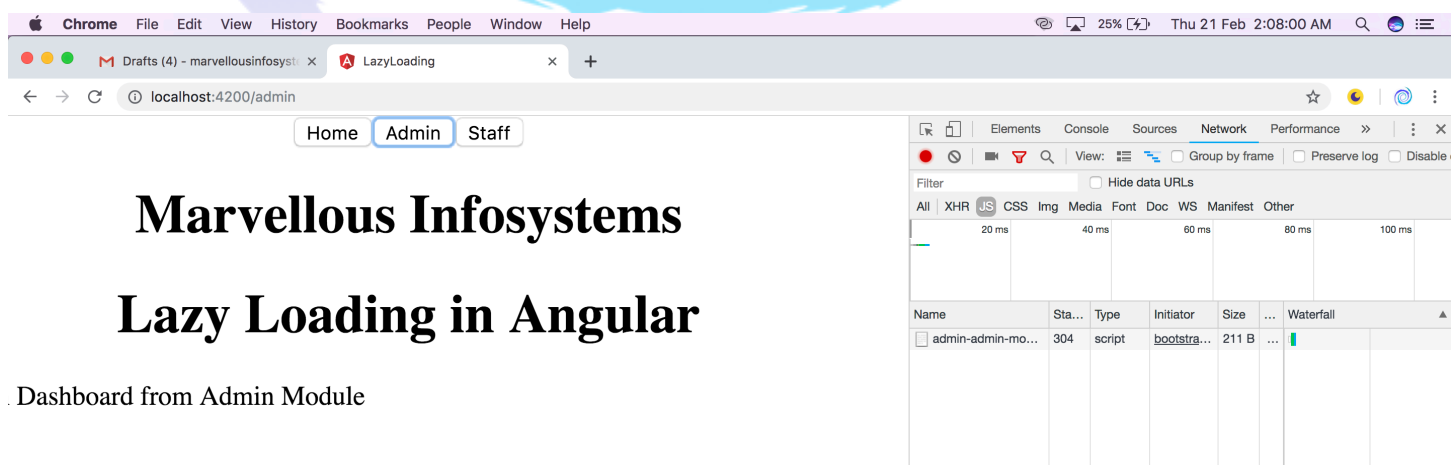 Chrome File Edit View History Bookmarks People Window Help 25% Thu 21 Feb 2:08:00 AM
Drafts (4) - marvellousinfosyst LazyLoading
localhost:4200/admin
Home Admin Staff
Marvellous Infosystems
Lazy Loading in Angular
Dashboard from Admin Module
Elements Console Sources Network Performance »
View: Group by frame Preserve log Disable
Filter Hide data URLs
All XHR JS CSS Img Media Font Doc WS Manifest Other
20 ms 40 ms 60 ms 80 ms 100 ms
Name Sta... Type Initiator Size ... Waterfall
admin-admin-mo... 304 script bootstra... 211 B ...